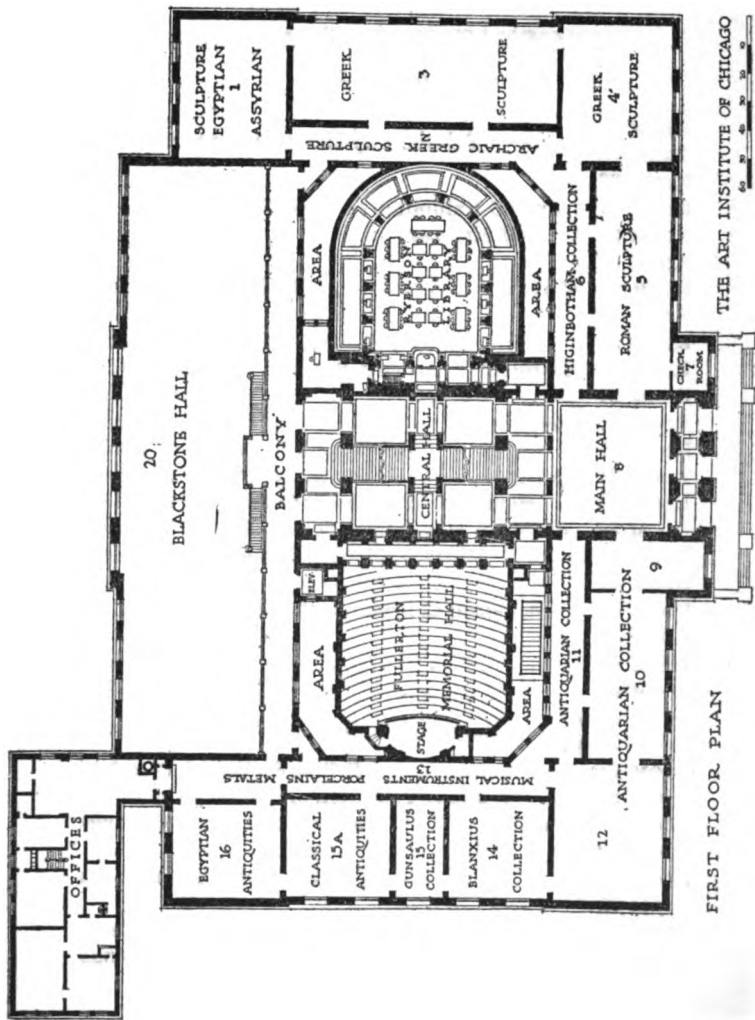 SCULPTURE
EGYPTIAN
1
ASSYRIAN
GREEK
3
SCULPTURE
GREEK
4
SCULPTURE
ARCHAIC GREEK SCULPTURE
2
20
BLACKSTONE HALL
BALCONY
AREA
RYERSON
LIBRARY
AREA
HIGINBOTHAM COLLECTION
6
ROMAN SCULPTURE
5
CHECK
7
ROOM
CENTRAL HALL
MAIN HALL
8
ELEV.
AREA
FULLERTON
MEMORIAL HALL
STAGE
AREA
ANTIQUARIAN COLLECTION
11
9
ANTIQUARIAN COLLECTION
10
12
MUSICAL INSTRUMENTS PORCELAINS METALS
13
OFFICES
EGYPTIAN
16
ANTIQUITIES
CLASSICAL
15A
ANTIQUITIES
GUNSAULUS
15
COLLECTION
BLANXIUS
14
COLLECTION
FIRST FLOOR PLAN
THE ART INSTITUTE OF CHICAGO